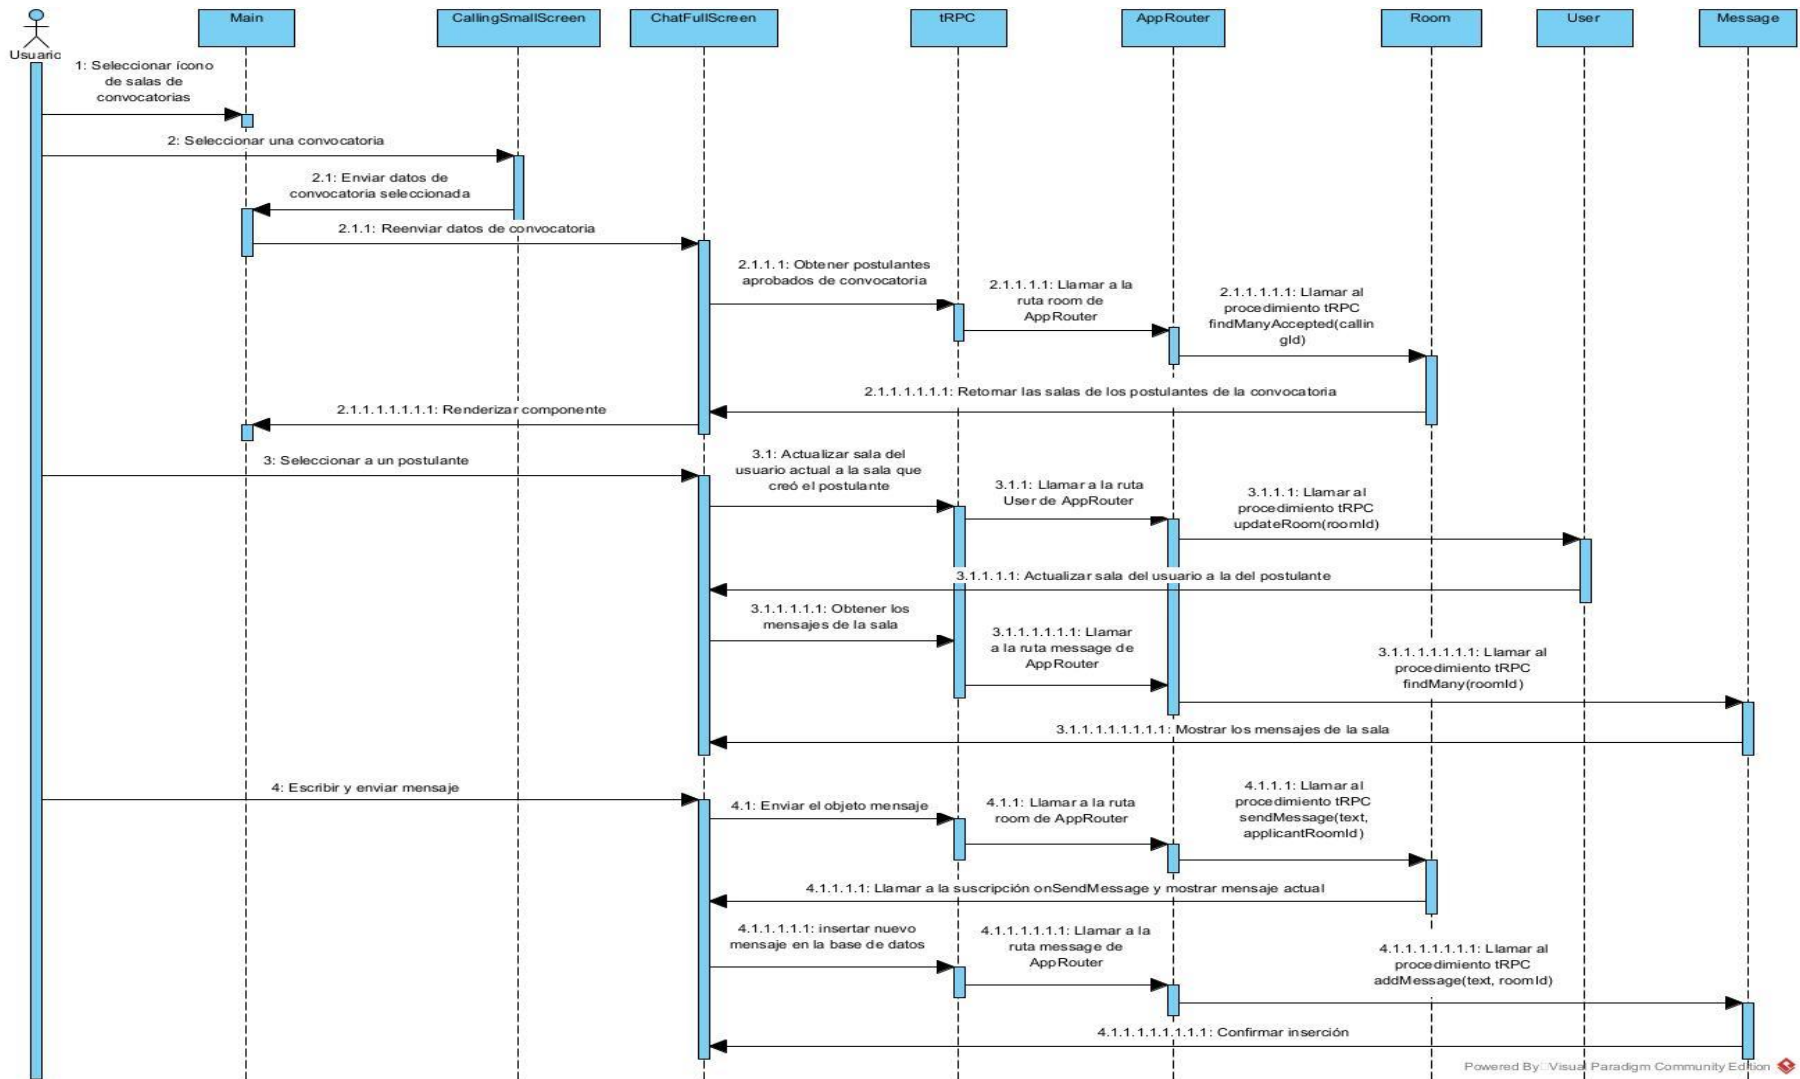 Main
CallingSmallScreen
ChatFullScreen
tRPC
AppRouter
Room
User
Message
Usuario
1: Seleccionar ícono
de salas de
convocatorias
2: Seleccionar una convocatoria
2.1: Enviar datos de
convocatoria seleccionada
2.1.1: Reenviar datos de convocatoria
2.1.1.1: Obtener postulantes
aprobados de convocatoria
2.1.1.1.1: Llamar a la
ruta room de
AppRouter
2.1.1.1.1.1: Llamar al
procedimiento tRPC
findManyAccepted(callin
gId)
2.1.1.1.1.1.1: Retornar las salas de los postulantes de la convocatoria
2.1.1.1.1.1.1.1: Renderizar componente
3: Seleccionar a un postulante
3.1: Actualizar sala del
usuario actual a la sala que
creó el postulante
3.1.1: Llamar a la ruta
User de AppRouter
3.1.1.1: Llamar al
procedimiento tRPC
updateRoom(roomId)
3.1.1.1.1: Actualizar sala del usuario a la del postulante
3.1.1.1.1.1: Obtener los
mensajes de la sala
3.1.1.1.1.1.1: Llamar
a la ruta message de
AppRouter
3.1.1.1.1.1.1.1: Llamar al
procedimiento tRPC
findMany(roomId)
3.1.1.1.1.1.1.1.1: Mostrar los mensajes de la sala
4: Escribir y enviar mensaje
4.1: Enviar el objeto mensaje
4.1.1: Llamar a la ruta
room de AppRouter
4.1.1.1: Llamar al
procedimiento tRPC
sendMessage(text,
applicantRoomId)
4.1.1.1.1: Llamar a la suscripción onSendMessage y mostrar mensaje actual
4.1.1.1.1.1: insertar nuevo
mensaje en la base de datos
4.1.1.1.1.1.1: Llamar a la
ruta message de
AppRouter
4.1.1.1.1.1.1.1: Llamar al
procedimiento tRPC
addMessage(text, roomId)
4.1.1.1.1.1.1.1.1: Confirmar inserción
Powered By Visual Paradigm Community Edition